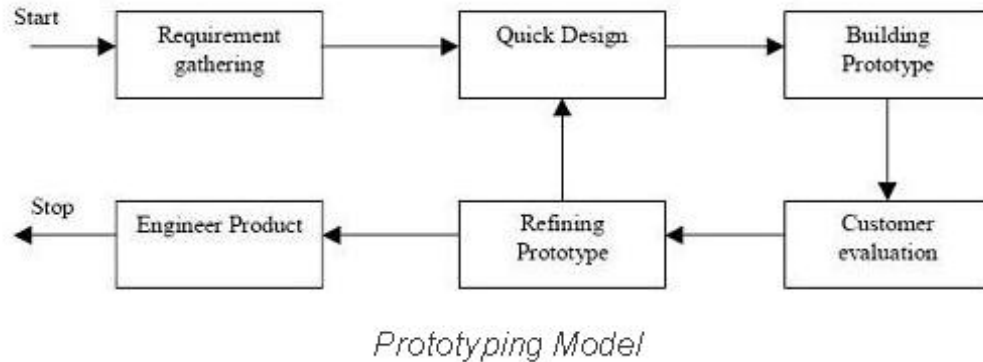 Start
Requirement
gathering
Quick Design
Building
Prototype
Customer
evaluation
Refining
Prototype
Engineer Product
Stop
Prototyping Model